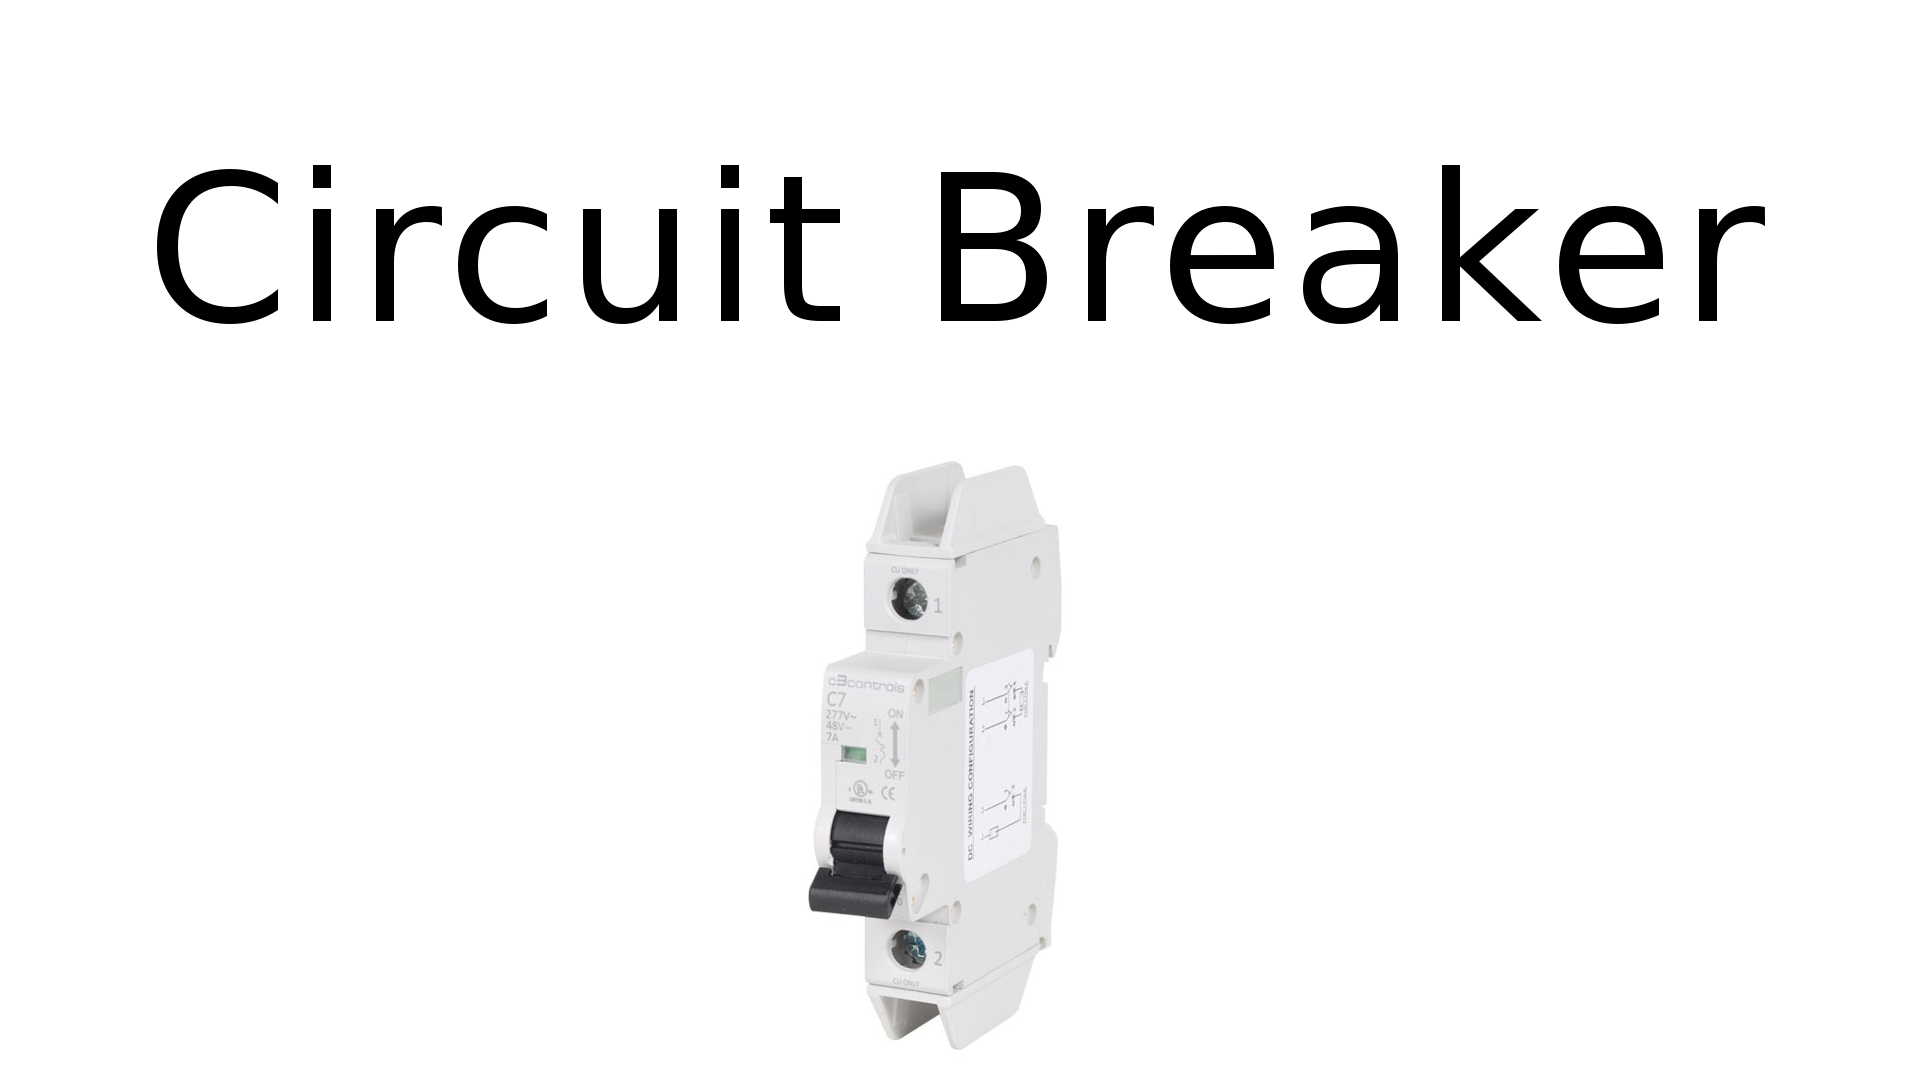 Circuit Breaker
CU ONLY
1
c3controls
C7
277V~
48V⎓
7A
ON
1
2
OFF
CE
DC WIRING CONFIGURATION
2
CU ONLY